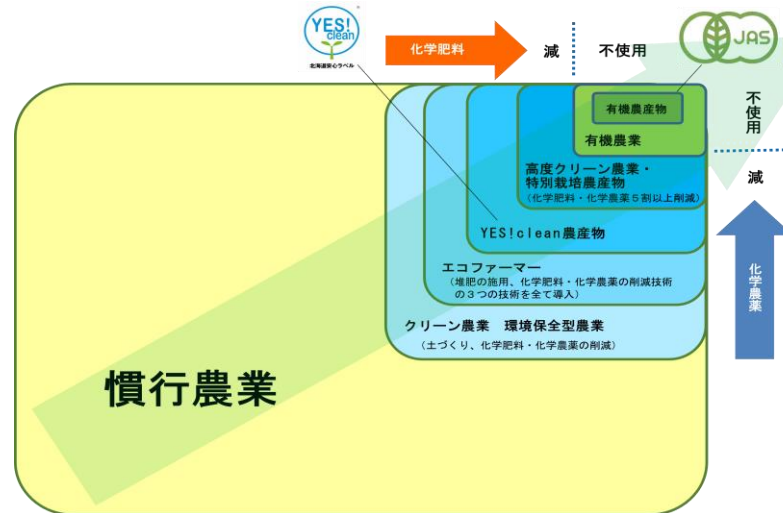 YES!
clean
北海道安心ラベル
化学肥料
減
不使用
JAS
有機農産物
有機農業
不使用
減
高度クリーン農業・
特別栽培農産物
（化学肥料・化学農薬５割以上削減）
YES!clean農産物
エコファーマー
（堆肥の施用、化学肥料・化学農薬の削減技術
の３つの技術を全て導入）
クリーン農業　環境保全型農業
（土づくり、化学肥料・化学農薬の削減）
化学農薬
慣行農業